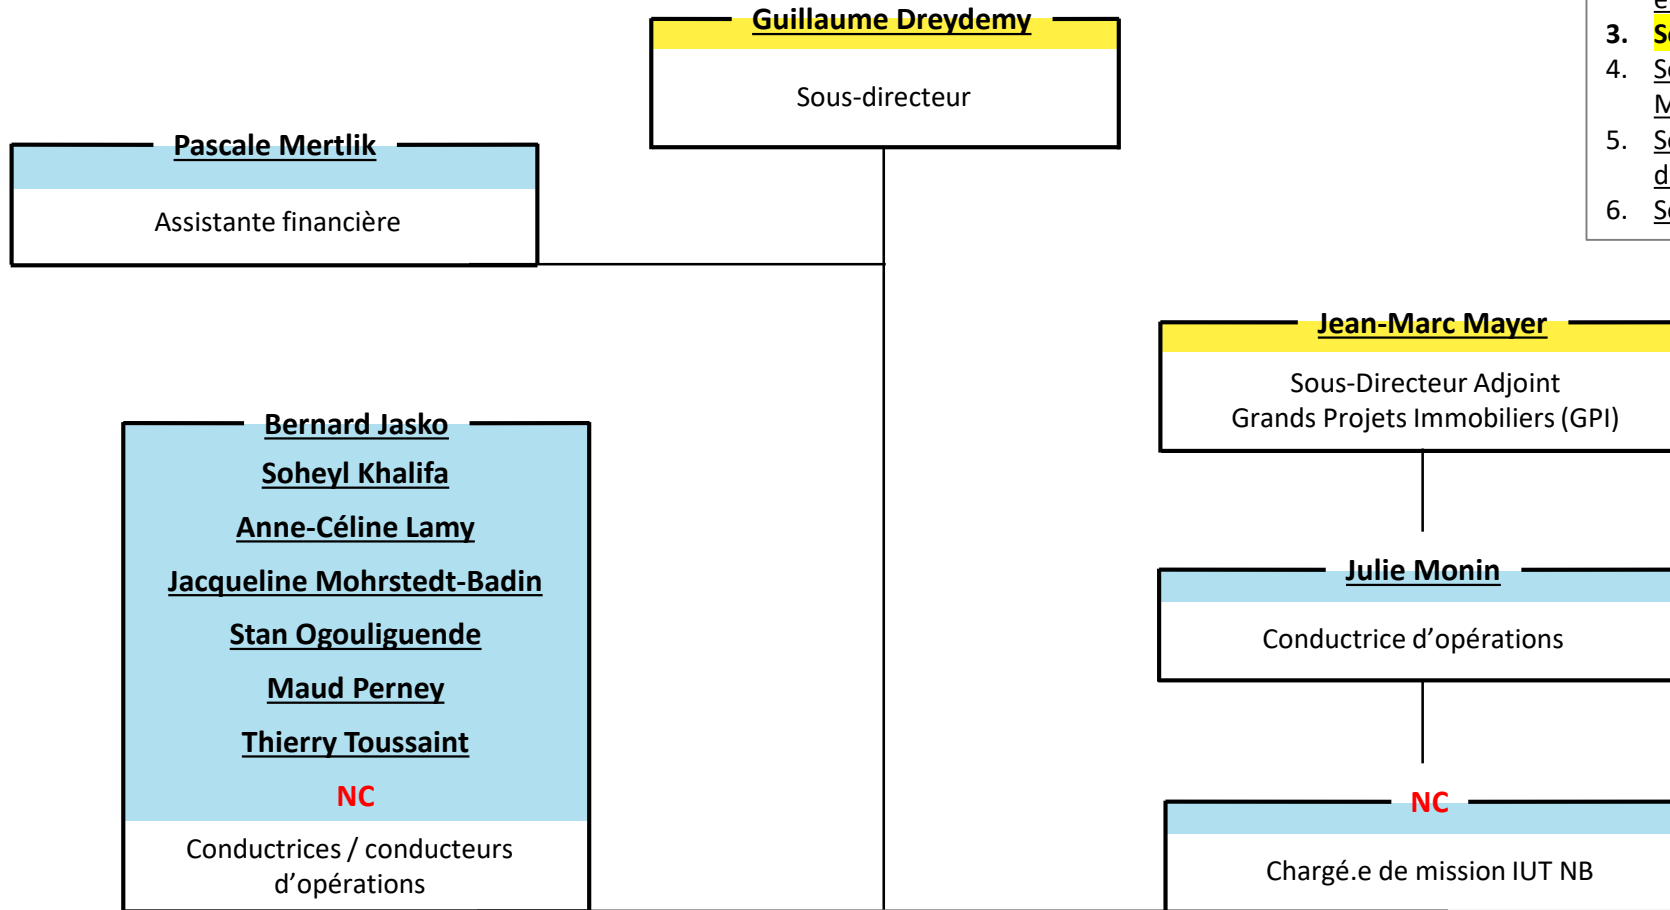 Guillaume Dreydemy
Sous-directeur
3.
4.
5.
6.
Pascale Mertlik
Assistante financière
Jean-Marc Mayer
Sous-Directeur Adjoint
Grands Projets Immobiliers (GPI)
Bernard Jasko
Soheyl Khalifa
Anne-Céline Lamy
Jacqueline Mohrstedt-Badin
Stan Ogouliguende
Maud Perney
Thierry Toussaint
NC
Conductrices / conducteurs
d’opérations
Julie Monin
Conductrice d’opérations
NC
Chargé.e de mission IUT NB